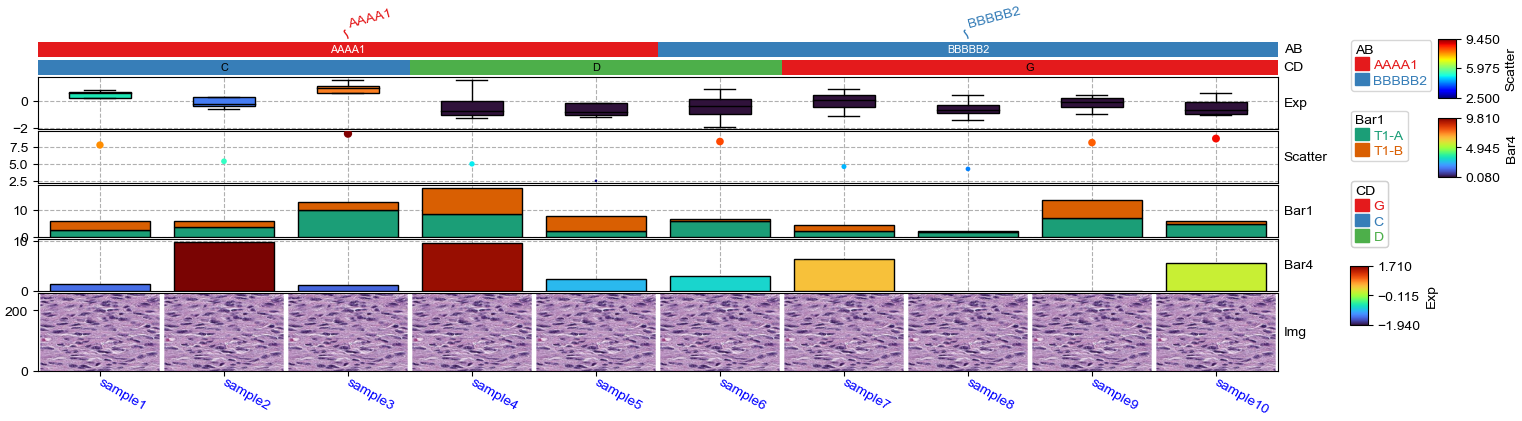 AAAA1
BBBBB2
AAAA1
BBBBB2
AB
C
D
G
CD
0
−2
Exp
7.5
5.0
2.5
Scatter
10
0
Bar1
10
0
Bar4
200
0
Img
sample1
sample2
sample3
sample4
sample5
sample6
sample7
sample8
sample9
sample10
AB
AAAA1
BBBBB2
Bar1
T1-A
T1-B
CD
G
C
D
1.710
−0.115
−1.940
Exp
9.450
5.975
2.500
Scatter
9.810
4.945
0.080
Bar4